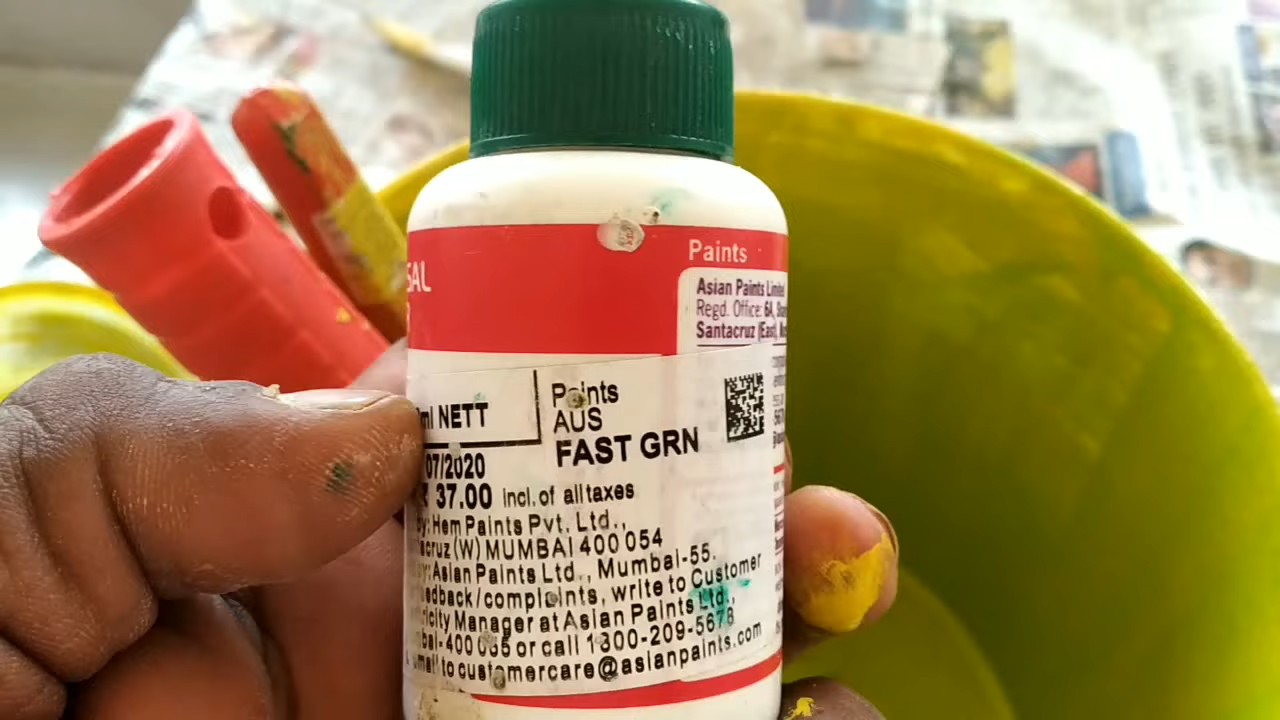 Paints
SAL
Asian Paints Limited
Regd. Office: 6A,
Santacruz (East),
ml NETT
Paints
AUS
FAST GRN
07/2020
₹ 37.00 incl. of all taxes
by: Hem Paints Pvt. Ltd.,
acruz (W) MUMBAI 400 054
by: Asian Paints Ltd., Mumbai-55.
edback/complaints, write to Customer
ricity Manager at Asian Paints Ltd.,
bai-400 055 or call 1800-209-5678
email to customercare@asianpaints.com